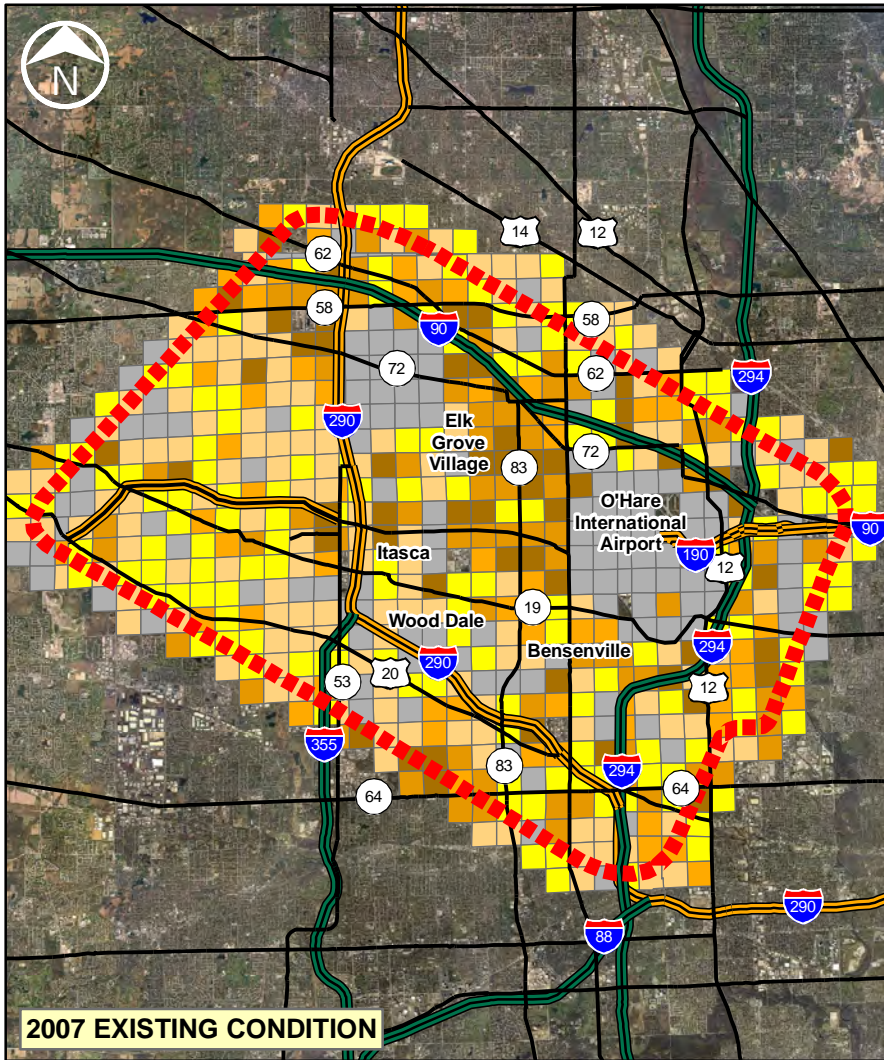 N
14
12
62
58
58
90
72
62
294
290
Elk
Grove
Village
72
83
O'Hare
International
Airport
90
190
Itasca
12
19
Wood Dale
Bensenville
294
290
20
53
12
355
294
83
64
64
290
88
2007 EXISTING CONDITION